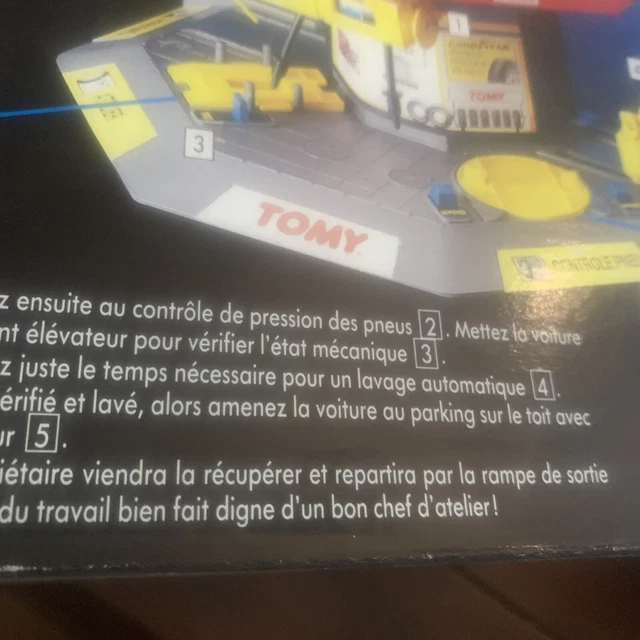 1
TOMY
3
TOMY
CONTROLE PNEU
z ensuite au contrôle de pression des pneus 2. Mettez la voiture
nt élévateur pour vérifier l'état mécanique 3.
z juste le temps nécessaire pour un lavage automatique 4.
érifié et lavé, alors amenez la voiture au parking sur le toit avec
ur 5.
iétaire viendra la récupérer et repartira par la rampe de sortie
du travail bien fait digne d'un bon chef d'atelier!